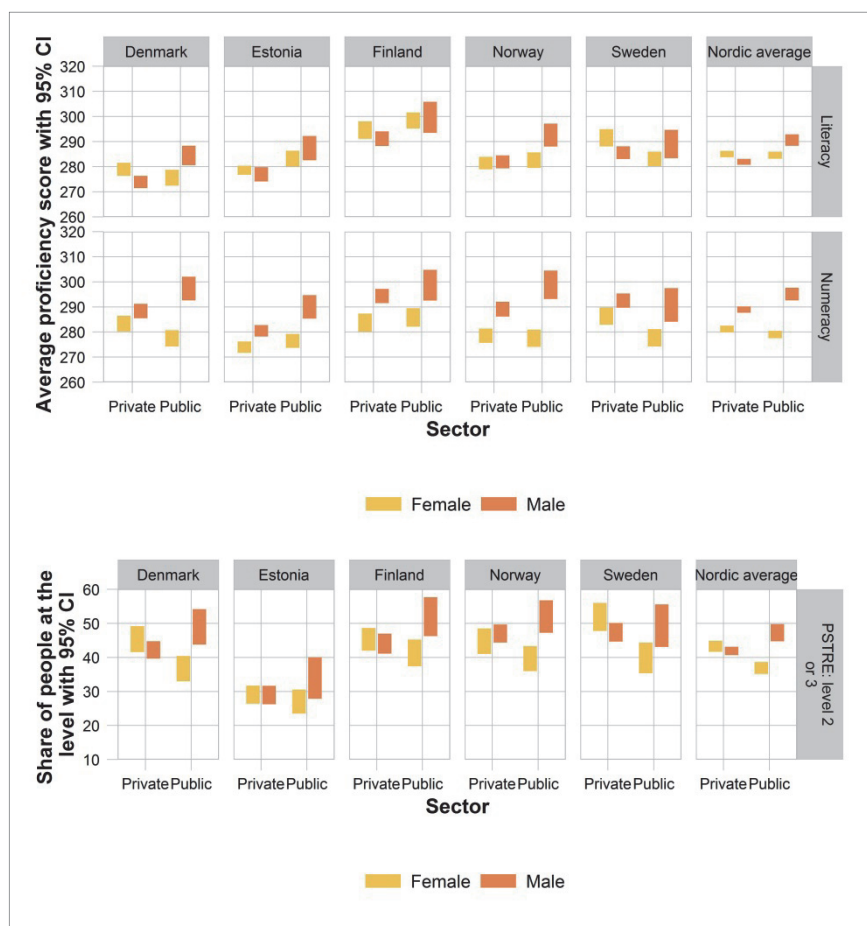 Denmark Estonia Finland Norway Sweden Nordic average
Average proficiency score with 95% CI
320
310
300
290
280
270
260
Literacy
320
310
300
290
280
270
260
Numeracy
Private Public Private Public Private Public Private Public Private Public Private Public
Sector
Female Male
Denmark Estonia Finland Norway Sweden Nordic average
Share of people at the
level with 95% CI
60
50
40
30
20
10
PSTRE: level 2
or 3
Private Public Private Public Private Public Private Public Private Public Private Public
Sector
Female Male